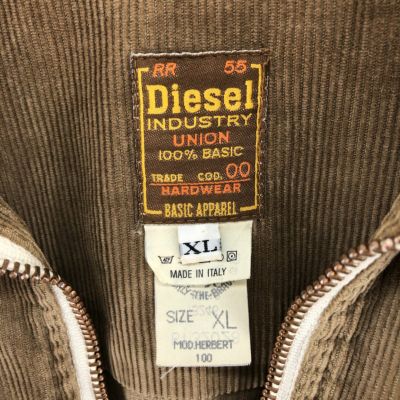 RR 55
Diesel
INDUSTRY
UNION
100% BASIC
TRADE COD. 00
HARDWEAR
BASIC APPAREL
XL
MADE IN ITALY
SIZE XL
MOD.HERBERT
100